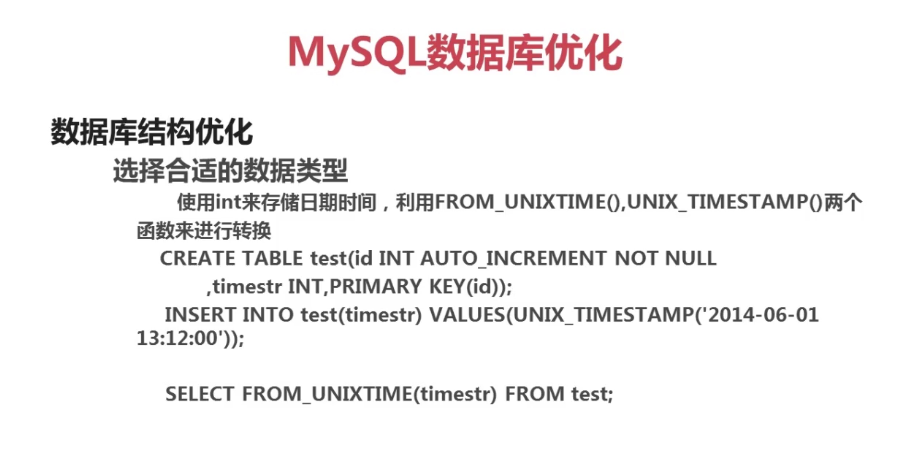 MySQL数据库优化
数据库结构优化
选择合适的数据类型
使用int来存储日期时间，利用FROM_UNIXTIME(),UNIX_TIMESTAMP()两个
函数来进行转换
CREATE TABLE test(id INT AUTO_INCREMENT NOT NULL
,timestr INT,PRIMARY KEY(id));
INSERT INTO test(timestr) VALUES(UNIX_TIMESTAMP('2014-06-01
13:12:00'));
SELECT FROM_UNIXTIME(timestr) FROM test;